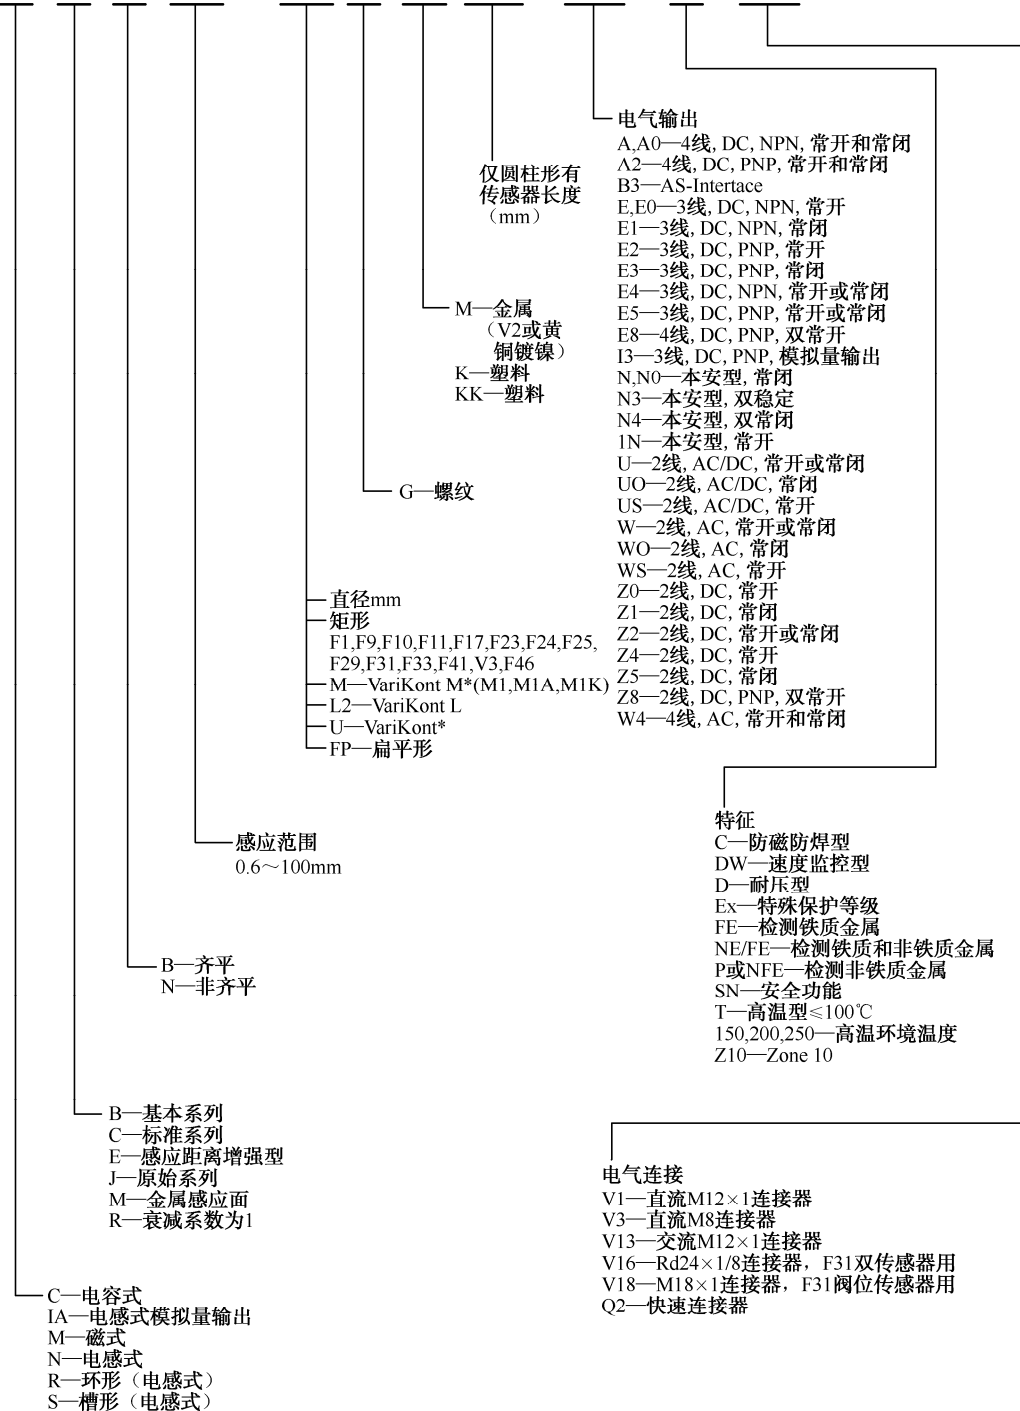 电气输出
A,A0—4线, DC, NPN, 常开和常闭
A2—4线, DC, PNP, 常开和常闭
B3—AS-Intertace
E,E0—3线, DC, NPN, 常开
E1—3线, DC, NPN, 常闭
E2—3线, DC, PNP, 常开
E3—3线, DC, PNP, 常闭
E4—3线, DC, NPN, 常开或常闭
E5—3线, DC, PNP, 常开或常闭
E8—4线, DC, PNP, 双常开
I3—3线, DC, PNP, 模拟量输出
N,N0—本安型, 常闭
N3—本安型, 双稳定
N4—本安型, 双常闭
1N—本安型, 常开
U—2线, AC/DC, 常开或常闭
UO—2线, AC/DC, 常闭
US—2线, AC/DC, 常开
W—2线, AC, 常开或常闭
WO—2线, AC, 常闭
WS—2线, AC, 常开
Z0—2线, DC, 常开
Z1—2线, DC, 常闭
Z2—2线, DC, 常开或常闭
Z4—2线, DC, 常开
Z5—2线, DC, 常闭
Z8—2线, DC, PNP, 双常开
W4—4线, AC, 常开和常闭
仅圆柱形有
传感器长度
（mm）
M—金属
（V2或黄
铜镀镍）
K—塑料
KK—塑料
G—螺纹
直径mm
矩形
F1,F9,F10,F11,F17,F23,F24,F25,
F29,F31,F33,F41,V3,F46
M—VariKont M*(M1,M1A,M1K)
L2—VariKont L
U—VariKont*
FP—扁平形
特征
C—防磁防焊型
DW—速度监控型
D—耐压型
Ex—特殊保护等级
FE—检测铁质金属
NE/FE—检测铁质和非铁质金属
P或NFE—检测非铁质金属
SN—安全功能
T—高温型≤100℃
150,200,250—高温环境温度
Z10—Zone 10
感应范围
0.6～100mm
B—齐平
N—非齐平
B—基本系列
C—标准系列
E—感应距离增强型
J—原始系列
M—金属感应面
R—衰减系数为1
电气连接
V1—直流M12×1连接器
V3—直流M8连接器
V13—交流M12×1连接器
V16—Rd24×1/8连接器，F31双传感器用
V18—M18×1连接器，F31阀位传感器用
Q2—快速连接器
C—电容式
IA—电感式模拟量输出
M—磁式
N—电感式
R—环形（电感式）
S—槽形（电感式）